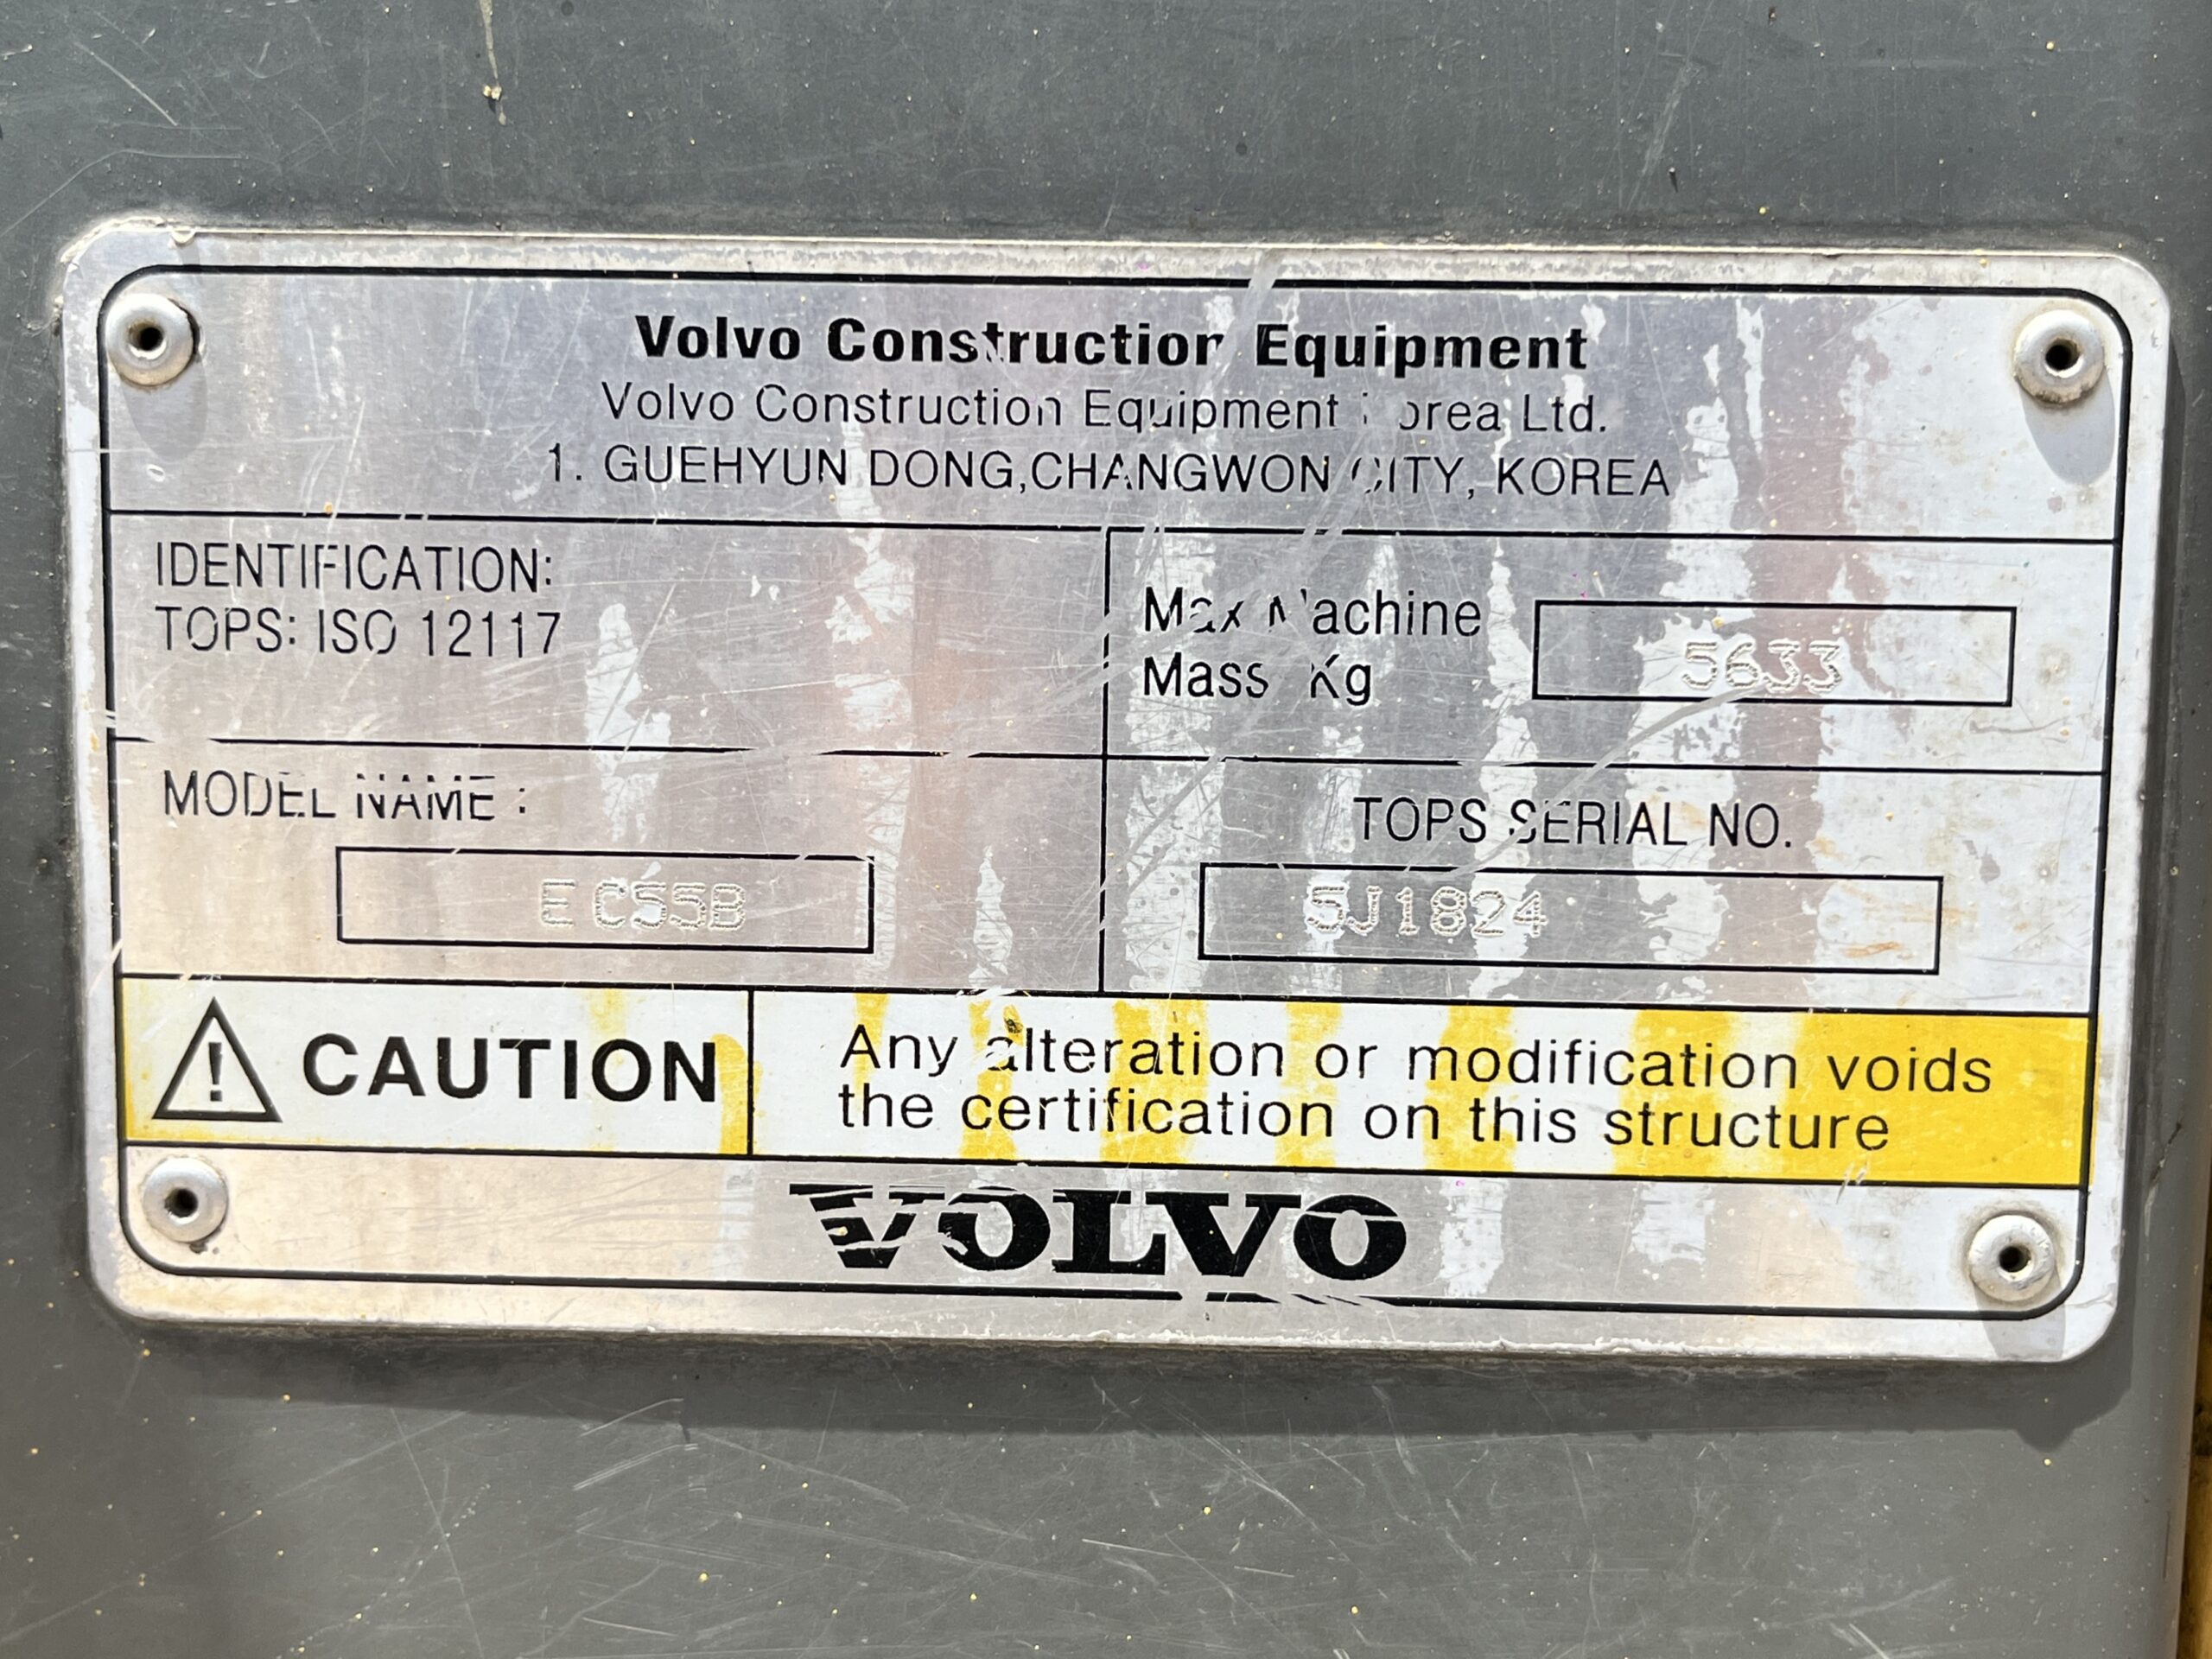 Volvo Construction Equipment
Volvo Construction Equipment Korea Ltd.
1. GUEHYUN DONG,CHANGWON CITY, KOREA
IDENTIFICATION:
TOPS: ISO 12117
Max Machine
Mass Kg
5633
MODEL NAME :
EC55B
TOPS SERIAL NO.
5J1824
! CAUTION
Any alteration or modification voids
the certification on this structure
VOLVO